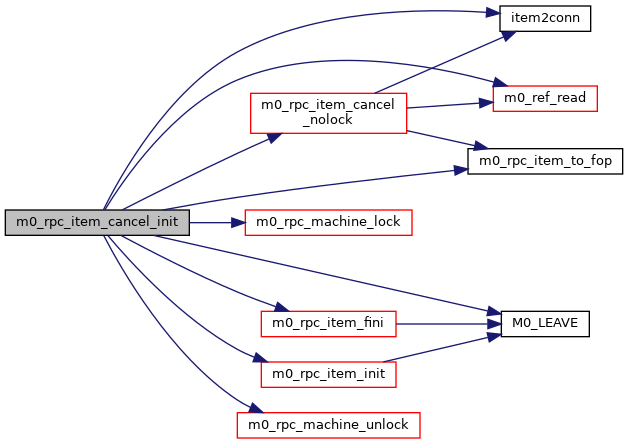 item2conn
m0_rpc_item_cancel
_nolock
m0_ref_read
m0_rpc_item_to_fop
m0_rpc_item_cancel_init
m0_rpc_machine_lock
m0_rpc_item_fini
M0_LEAVE
m0_rpc_item_init
m0_rpc_machine_unlock